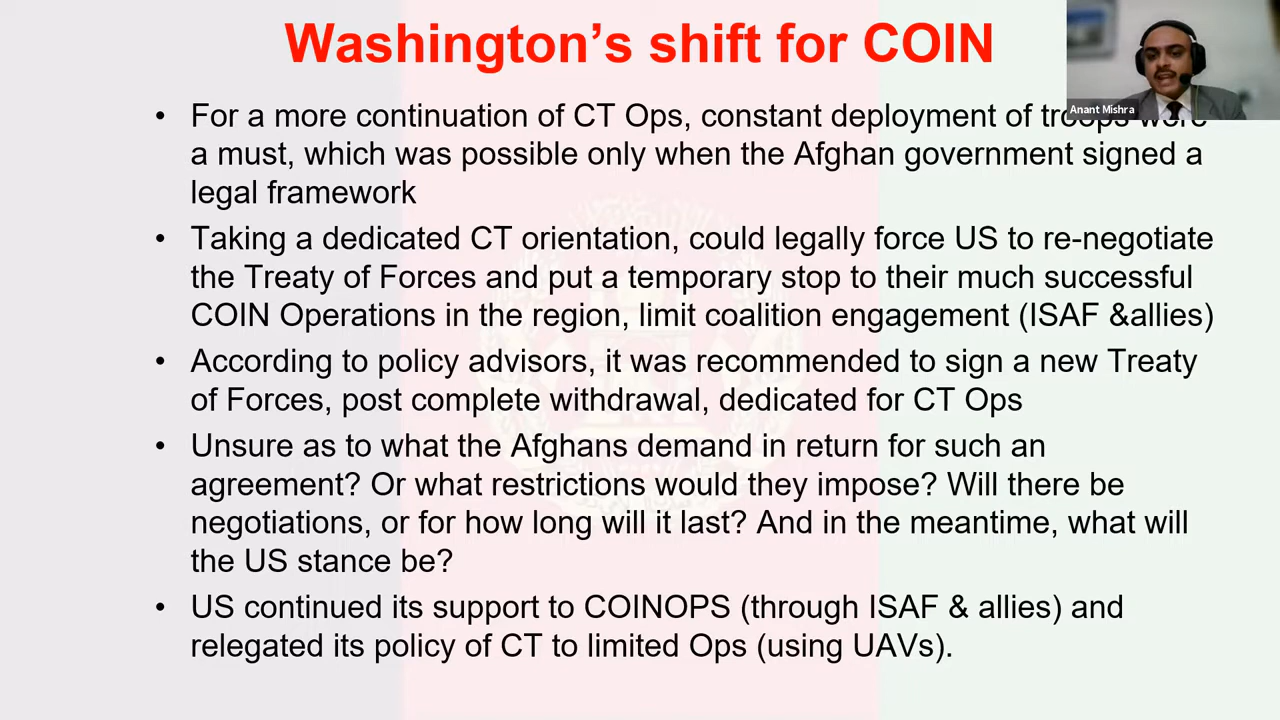 Washington's shift for COIN
Anant Mishra
• For a more continuation of CT Ops, constant deployment of troops were
a must, which was possible only when the Afghan government signed a
legal framework
• Taking a dedicated CT orientation, could legally force US to re-negotiate
the Treaty of Forces and put a temporary stop to their much successful
COIN Operations in the region, limit coalition engagement (ISAF &allies)
• According to policy advisors, it was recommended to sign a new Treaty
of Forces, post complete withdrawal, dedicated for CT Ops
• Unsure as to what the Afghans demand in return for such an
agreement? Or what restrictions would they impose? Will there be
negotiations, or for how long will it last? And in the meantime, what will
the US stance be?
• US continued its support to COINOPS (through ISAF & allies) and
relegated its policy of CT to limited Ops (using UAVs).